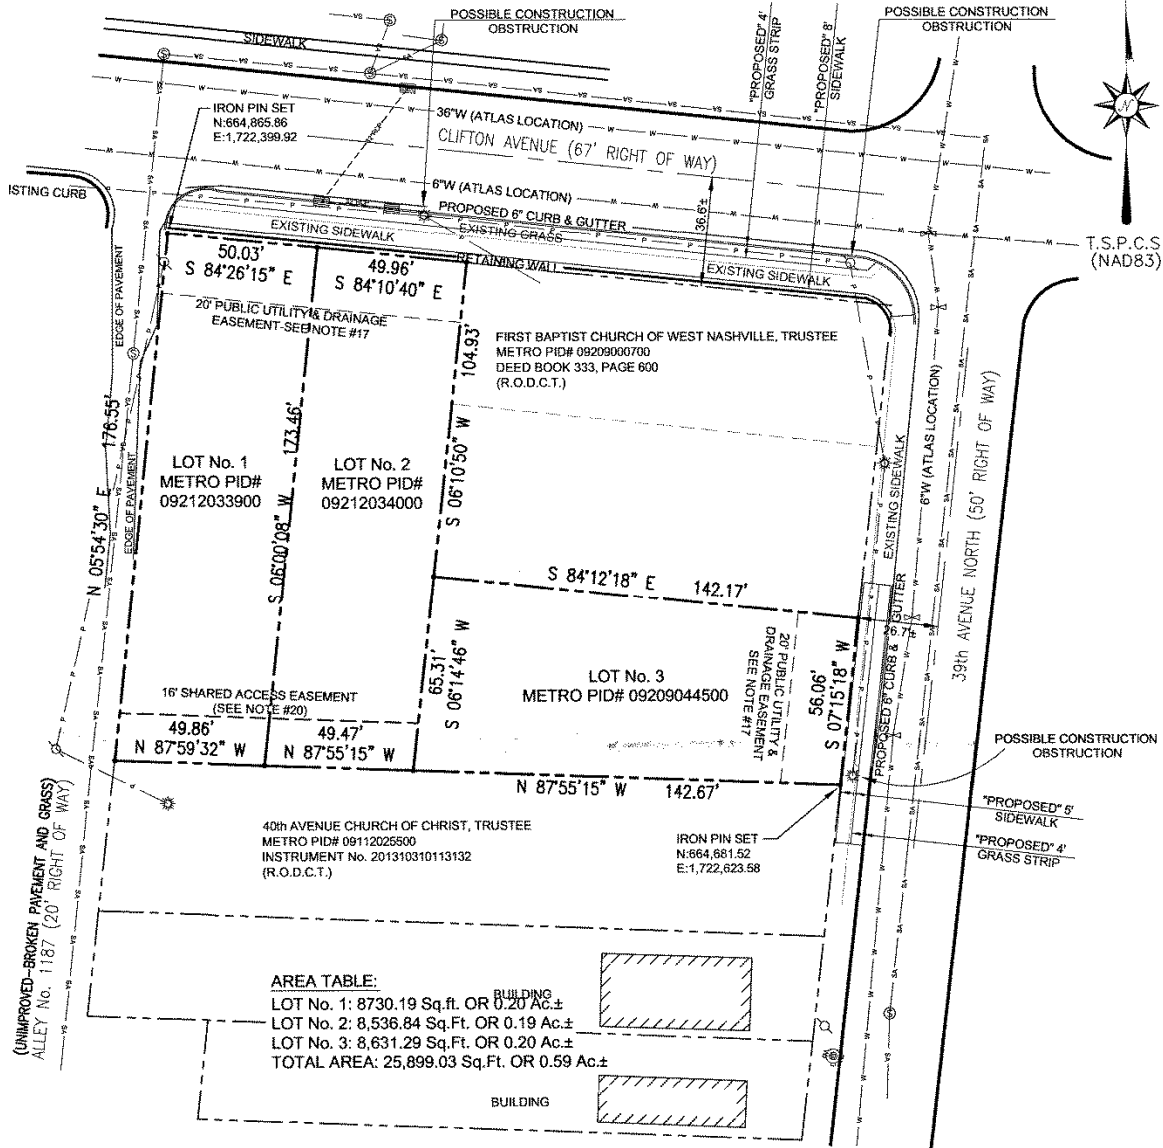 POSSIBLE CONSTRUCTION
OBSTRUCTION
"PROPOSED" 4'
GRASS STRIP
"PROPOSED" 8'
SIDEWALK
POSSIBLE CONSTRUCTION
OBSTRUCTION
SIDEWALK
IRON PIN SET
N:664,865.86
E:1,722,399.92
36"W (ATLAS LOCATION)
CLIFTON AVENUE (67' RIGHT OF WAY)
6"W (ATLAS LOCATION)
PROPOSED 6" CURB & GUTTER
EXISTING GRASS
36.6'±
ISTING CURB
EXISTING SIDEWALK
RETAINING WALL
EXISTING SIDEWALK
N
T.S.P.C.S
(NAD83)
50.03'
S 84°26'15" E
49.96'
S 84°10'40" E
20' PUBLIC UTILITY & DRAINAGE
EASEMENT-SEE NOTE #17
EDGE OF PAVEMENT
FIRST BAPTIST CHURCH OF WEST NASHVILLE, TRUSTEE
METRO PID# 09209000700
DEED BOOK 333, PAGE 600
(R.O.D.C.T.)
104.93'
S 06°10'50" W
176.55'
N 05°54'30" E
EDGE OF PAVEMENT
173.46'
S 06°00'08" W
LOT No. 1
METRO PID#
09212033900
LOT No. 2
METRO PID#
09212034000
EXISTING SIDEWALK
6"W (ATLAS LOCATION)
39th AVENUE NORTH (50' RIGHT OF WAY)
S 84°12'18" E 142.17'
65.31'
S 06°14'46" W
LOT No. 3
METRO PID# 09209044500
20' PUBLIC UTILITY &
DRAINAGE EASEMENT
SEE NOTE #17
56.06'
S 07°15'18" W
26.7'±
PROPOSED 6" CURB & GUTTER
16' SHARED ACCESS EASEMENT
(SEE NOTE #20)
49.86'
N 87°59'32" W
49.47'
N 87°55'15" W
N 87°55'15" W 142.67'
POSSIBLE CONSTRUCTION
OBSTRUCTION
"PROPOSED" 5'
SIDEWALK
"PROPOSED" 4'
GRASS STRIP
IRON PIN SET
N:664,681.52
E:1,722,623.58
40th AVENUE CHURCH OF CHRIST, TRUSTEE
METRO PID# 09112025500
INSTRUMENT No. 201310310113132
(R.O.D.C.T.)
(UNIMPROVED-BROKEN PAVEMENT AND GRASS)
ALLEY No. 1187 (20' RIGHT OF WAY)
AREA TABLE:
BUILDING
LOT No. 1: 8730.19 Sq.ft. OR 0.20 Ac.±
LOT No. 2: 8,536.84 Sq.Ft. OR 0.19 Ac.±
LOT No. 3: 8,631.29 Sq.Ft. OR 0.20 Ac.±
TOTAL AREA: 25,899.03 Sq.Ft. OR 0.59 Ac.±
BUILDING